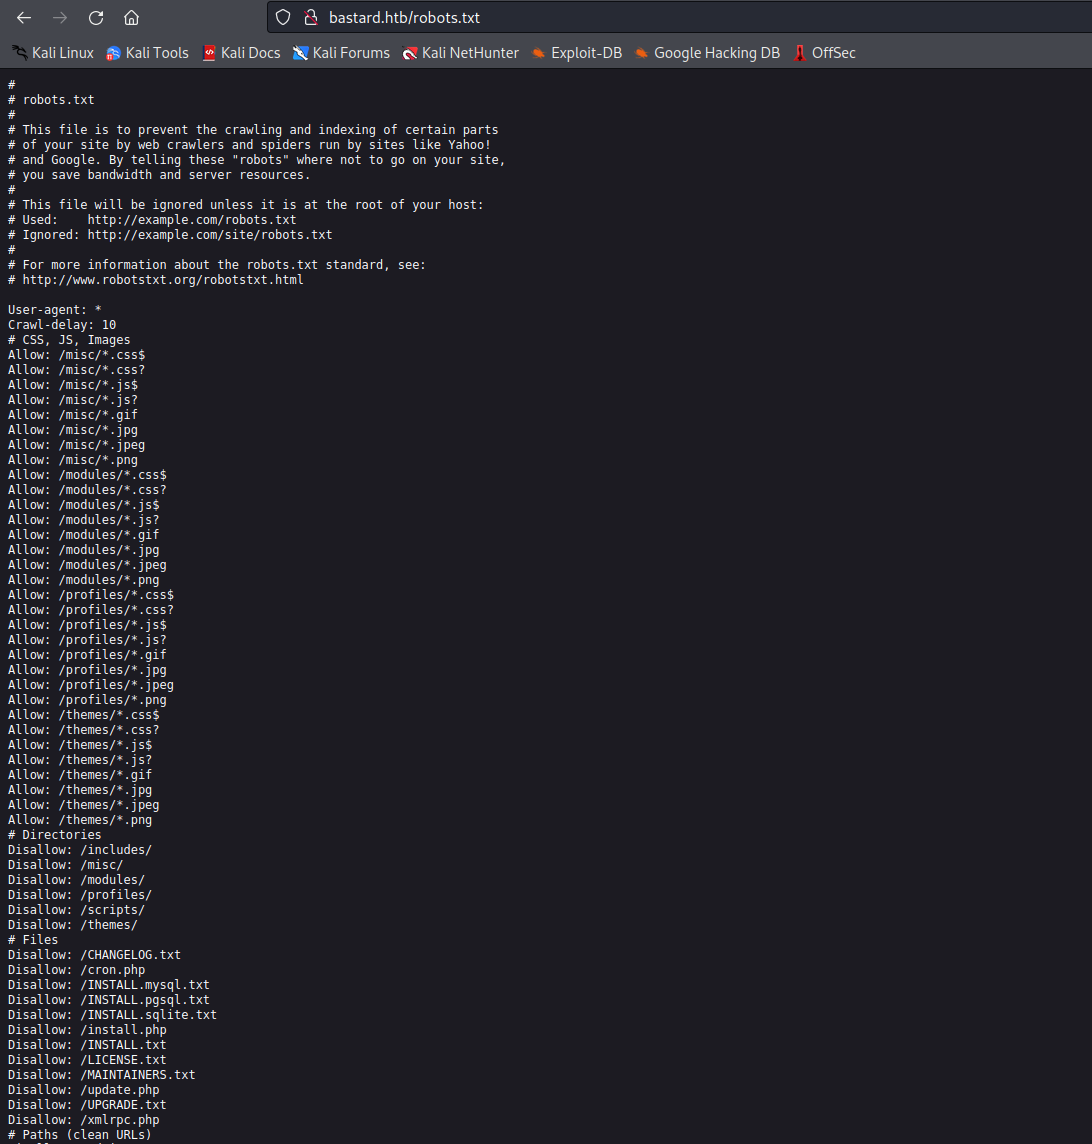 bastard.htb/robots.txt
Kali Linux Kali Tools Kali Docs Kali Forums Kali NetHunter Exploit-DB Google Hacking DB OffSec
#
# robots.txt
#
# This file is to prevent the crawling and indexing of certain parts
# of your site by web crawlers and spiders run by sites like Yahoo!
# and Google. By telling these "robots" where not to go on your site,
# you save bandwidth and server resources.
#
# This file will be ignored unless it is at the root of your host:
# Used:    http://example.com/robots.txt
# Ignored: http://example.com/site/robots.txt
#
# For more information about the robots.txt standard, see:
# http://www.robotstxt.org/robotstxt.html

User-agent: *
Crawl-delay: 10
# CSS, JS, Images
Allow: /misc/*.css$
Allow: /misc/*.css?
Allow: /misc/*.js$
Allow: /misc/*.js?
Allow: /misc/*.gif
Allow: /misc/*.jpg
Allow: /misc/*.jpeg
Allow: /misc/*.png
Allow: /modules/*.css$
Allow: /modules/*.css?
Allow: /modules/*.js$
Allow: /modules/*.js?
Allow: /modules/*.gif
Allow: /modules/*.jpg
Allow: /modules/*.jpeg
Allow: /modules/*.png
Allow: /profiles/*.css$
Allow: /profiles/*.css?
Allow: /profiles/*.js$
Allow: /profiles/*.js?
Allow: /profiles/*.gif
Allow: /profiles/*.jpg
Allow: /profiles/*.jpeg
Allow: /profiles/*.png
Allow: /themes/*.css$
Allow: /themes/*.css?
Allow: /themes/*.js$
Allow: /themes/*.js?
Allow: /themes/*.gif
Allow: /themes/*.jpg
Allow: /themes/*.jpeg
Allow: /themes/*.png
# Directories
Disallow: /includes/
Disallow: /misc/
Disallow: /modules/
Disallow: /profiles/
Disallow: /scripts/
Disallow: /themes/
# Files
Disallow: /CHANGELOG.txt
Disallow: /cron.php
Disallow: /INSTALL.mysql.txt
Disallow: /INSTALL.pgsql.txt
Disallow: /INSTALL.sqlite.txt
Disallow: /install.php
Disallow: /INSTALL.txt
Disallow: /LICENSE.txt
Disallow: /MAINTAINERS.txt
Disallow: /update.php
Disallow: /UPGRADE.txt
Disallow: /xmlrpc.php
# Paths (clean URLs)